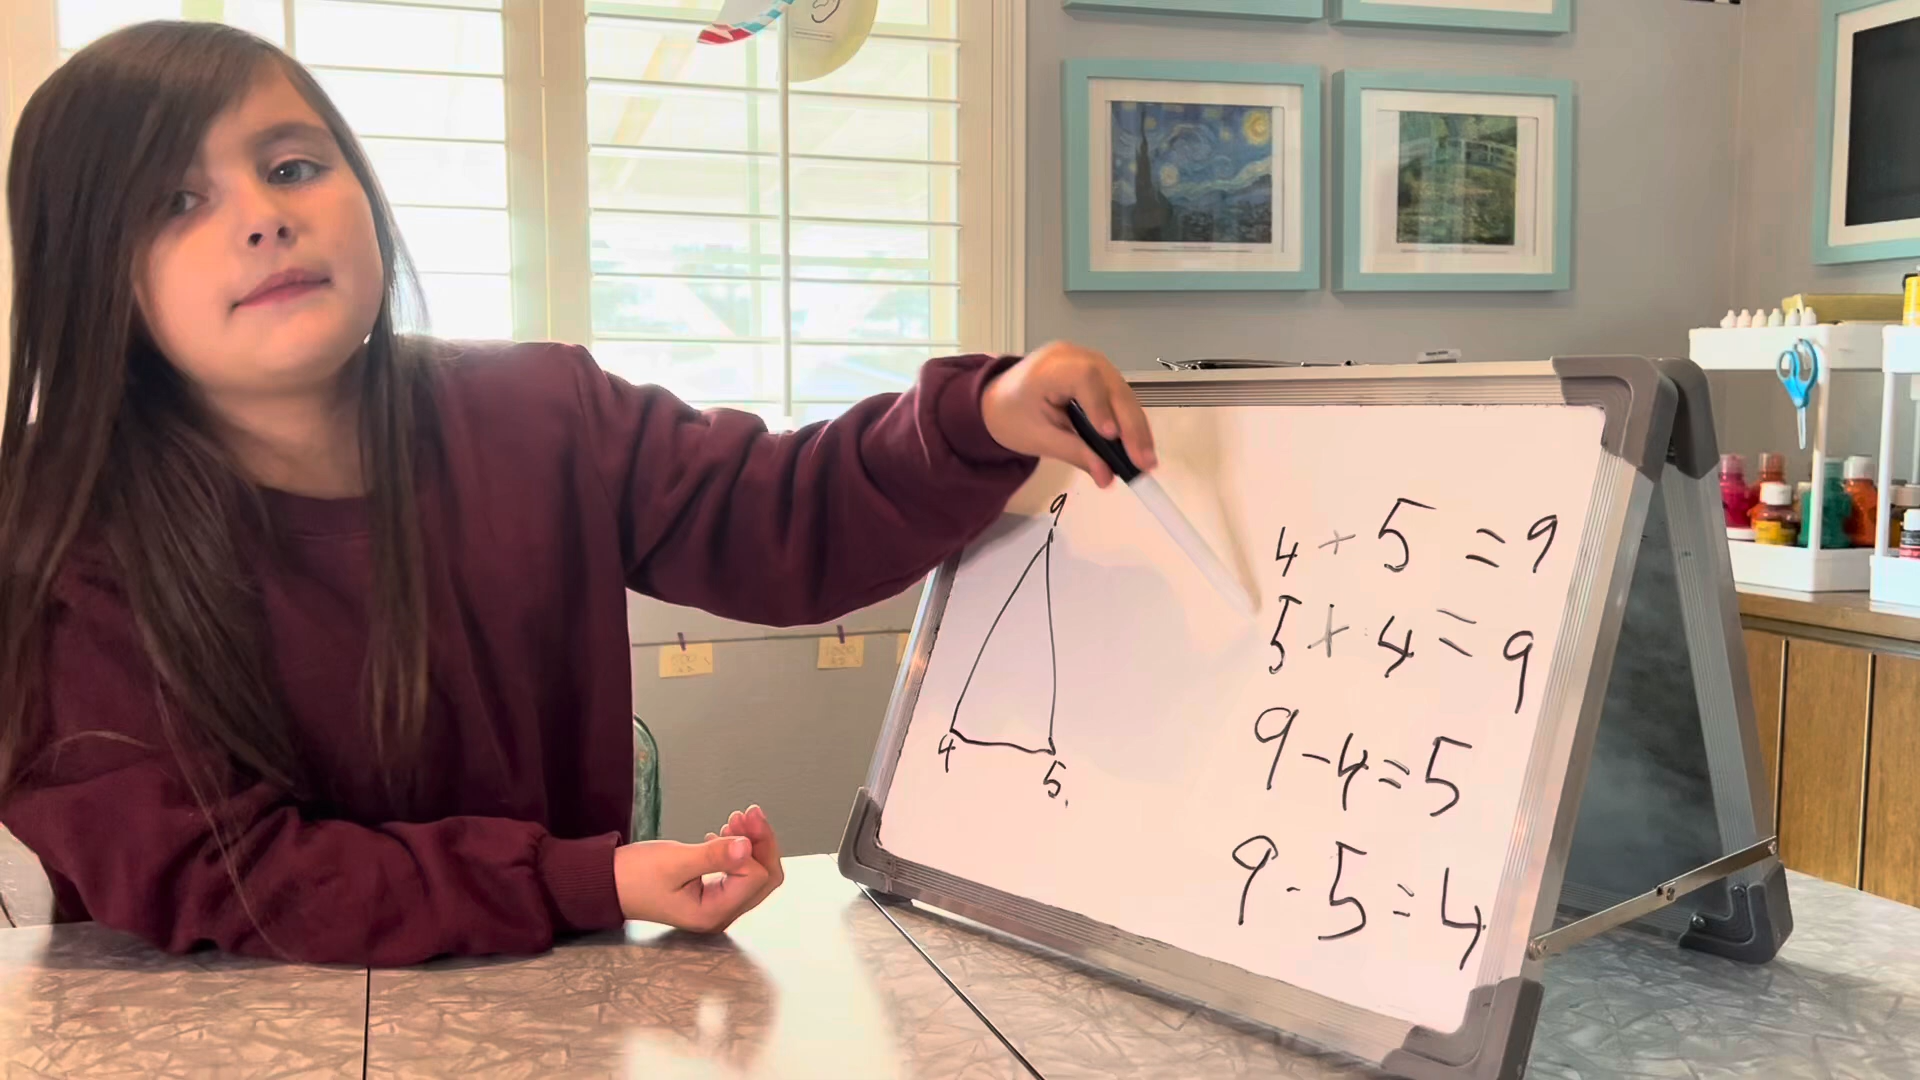 9
4
5.
4 + 5 = 9
5 + 4 = 9
9 - 4 = 5
9 - 5 = 4